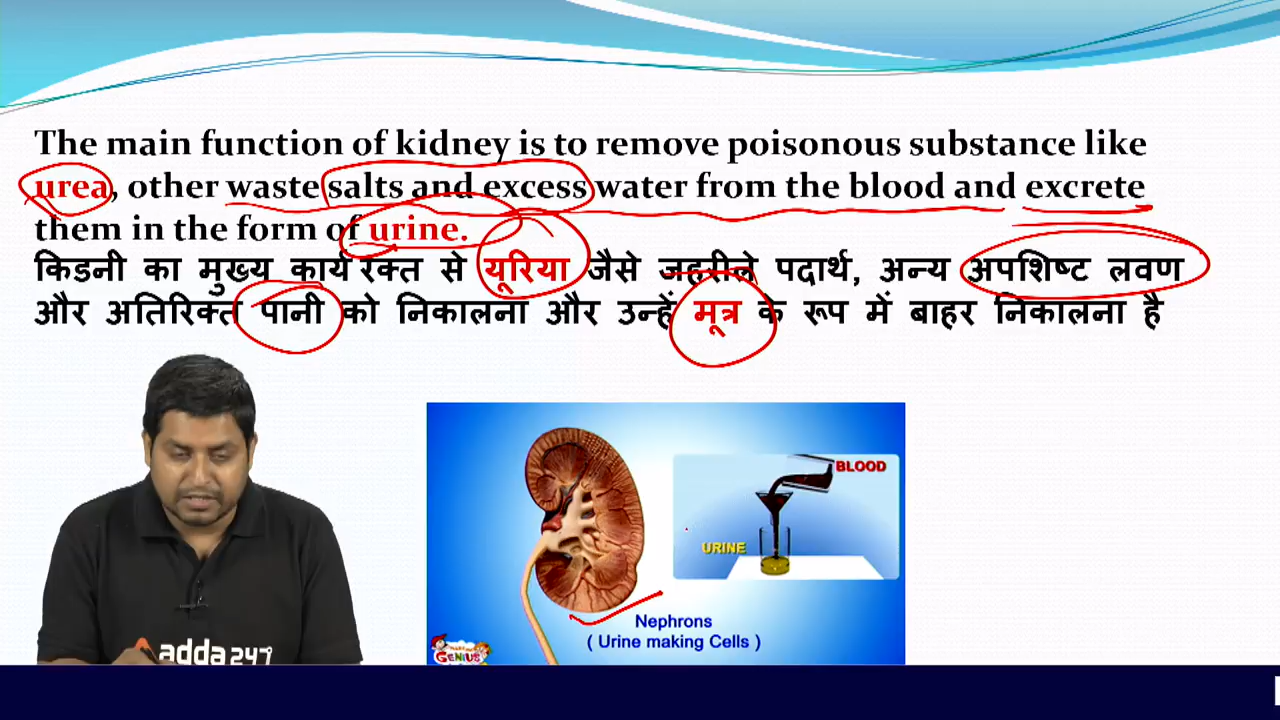 The main function of kidney is to remove poisonous substance like
urea, other waste salts and excess water from the blood and excrete
them in the form of urine.
किडनी का मुख्य कार्य रक्त से यूरिया जैसे जहरीले पदार्थ, अन्य अपशिष्ट लवण
और अतिरिक्त पानी को निकालना और उन्हें मूत्र के रूप में बाहर निकालना है
BLOOD
URINE
Nephrons
( Urine making Cells )
GENIUS
adda247